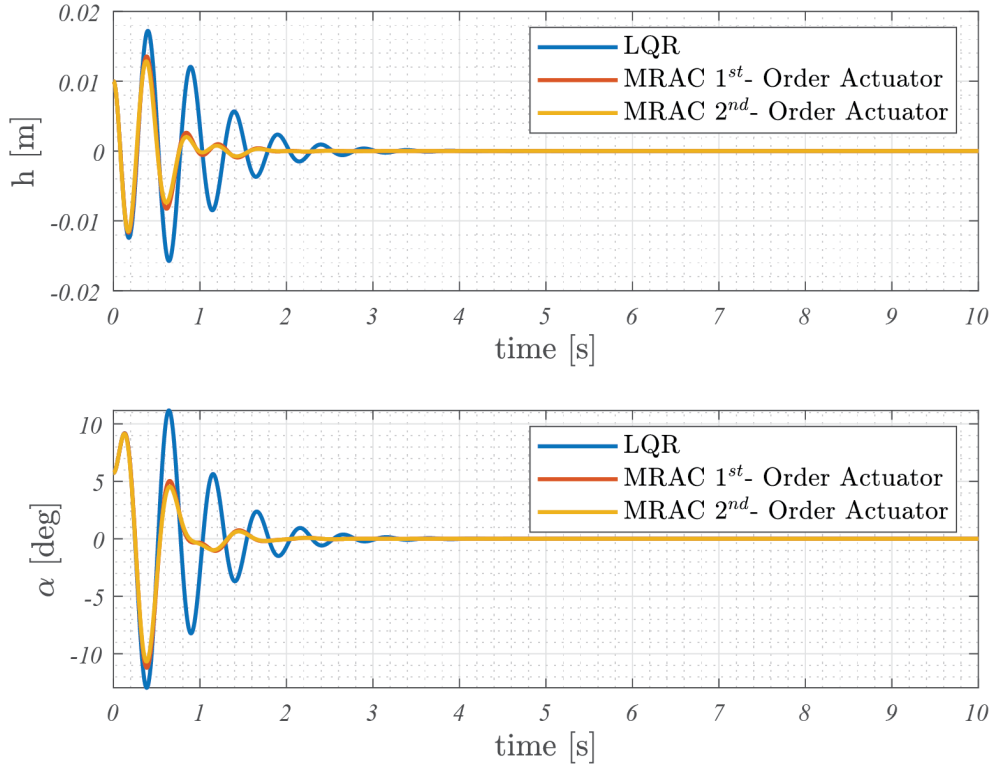 0.02
0.01
0
-0.01
-0.02
h [m]
LQR
MRAC 1st- Order Actuator
MRAC 2nd- Order Actuator
0 1 2 3 4 5 6 7 8 9 10
time [s]
10
5
0
-5
-10
α [deg]
LQR
MRAC 1st- Order Actuator
MRAC 2nd- Order Actuator
0 1 2 3 4 5 6 7 8 9 10
time [s]